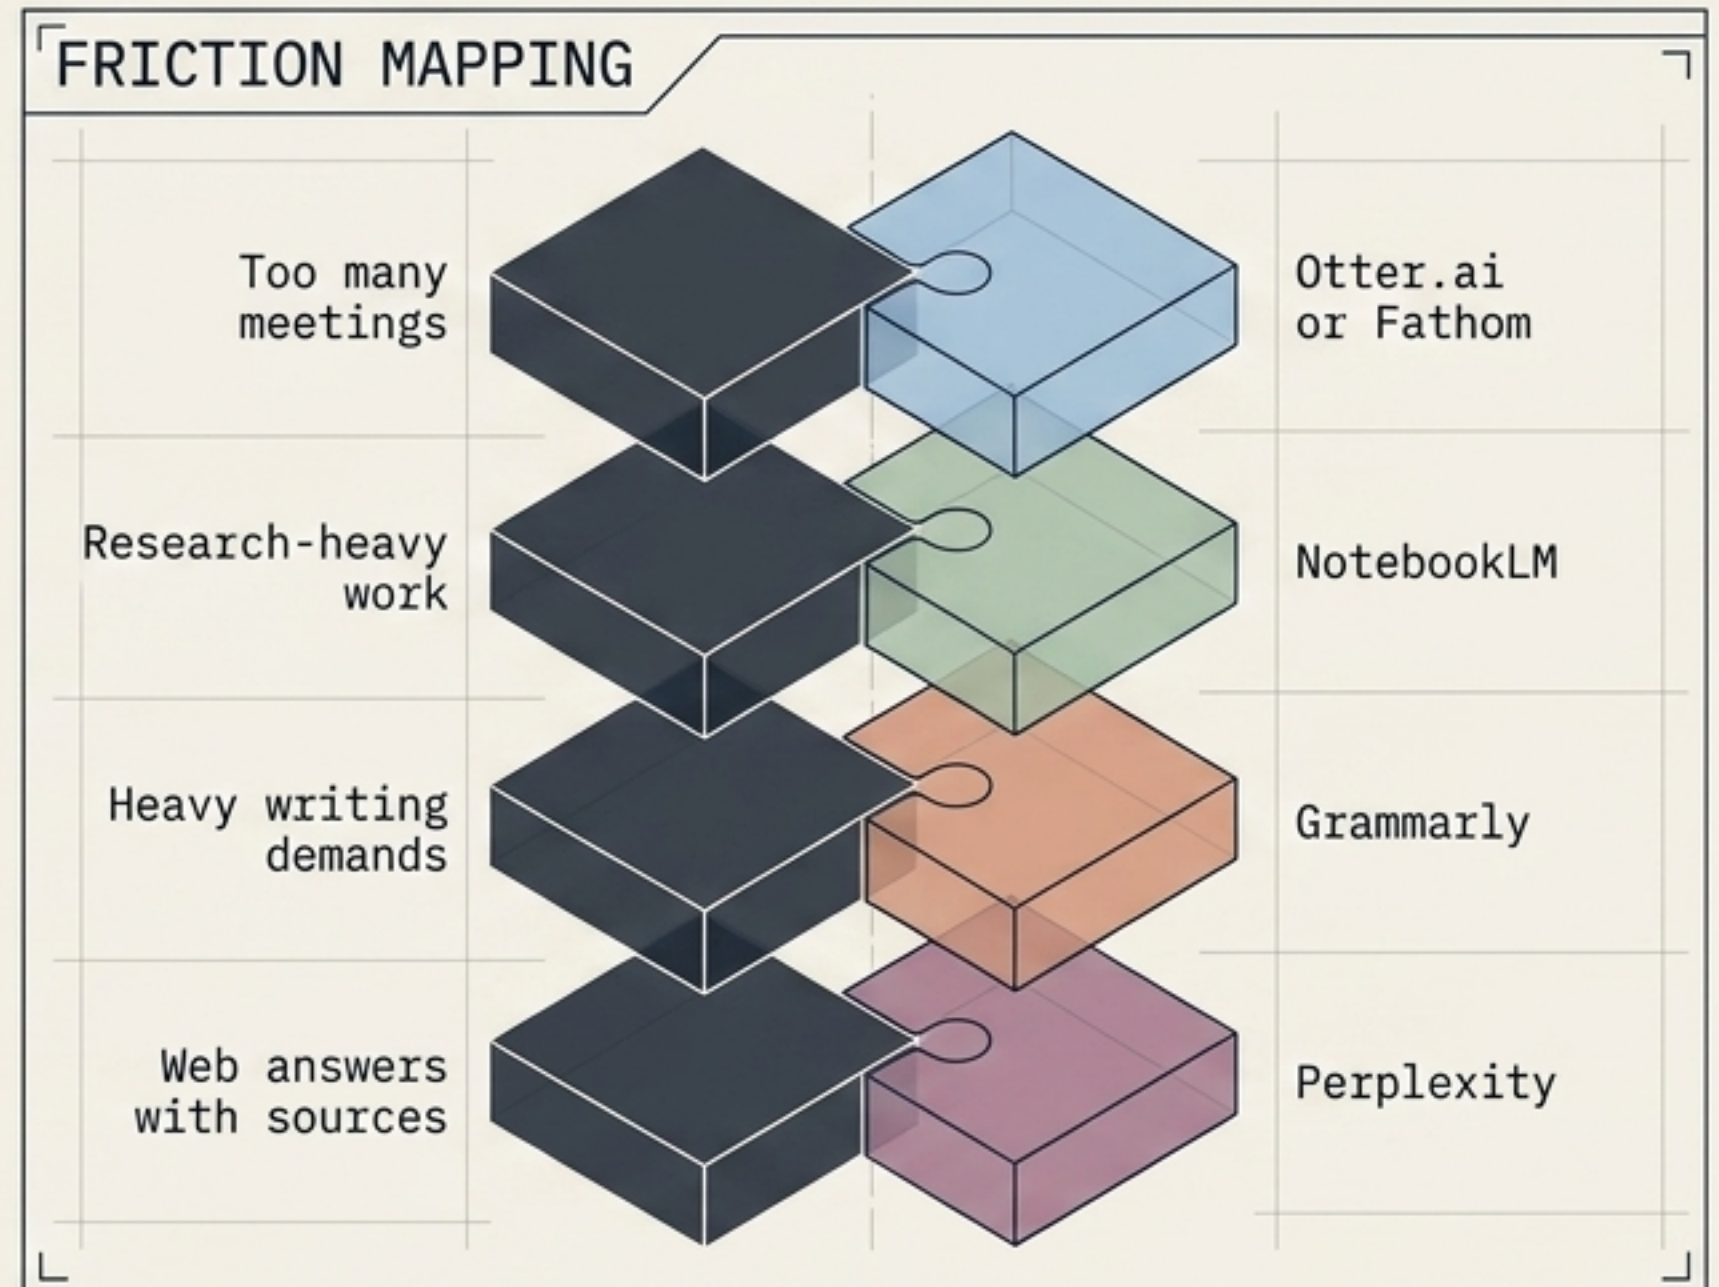 FRICTION MAPPING
Too many
meetings
Otter.ai
or Fathom
Research-heavy
work
NotebookLM
Heavy writing
demands
Grammarly
Web answers
with sources
Perplexity